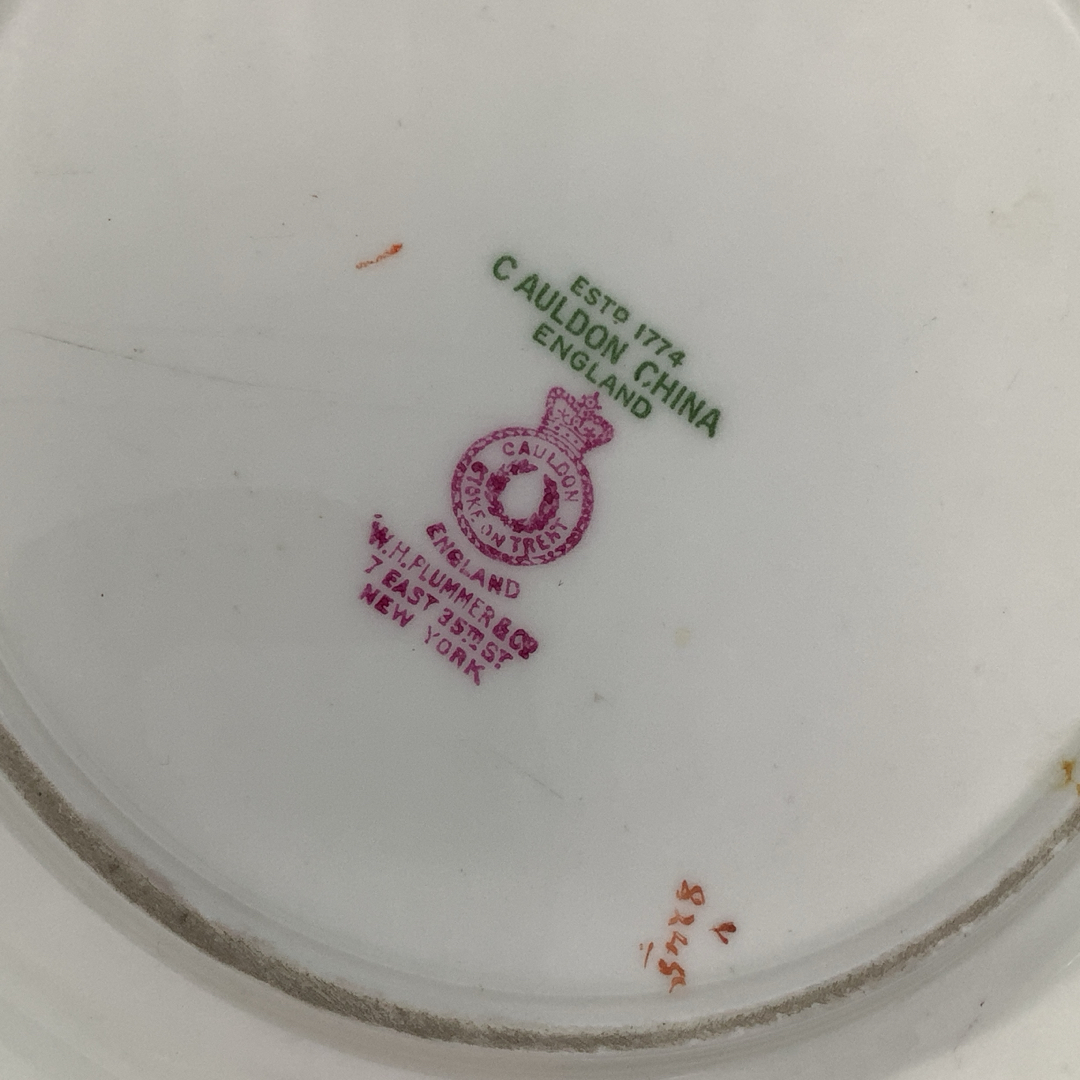 ESTD 1774
CAULDON CHINA
ENGLAND
CAULDON
STOKE ON TRENT
ENGLAND
W.H.PLUMMER & CO
7 EAST 35TH ST
NEW YORK